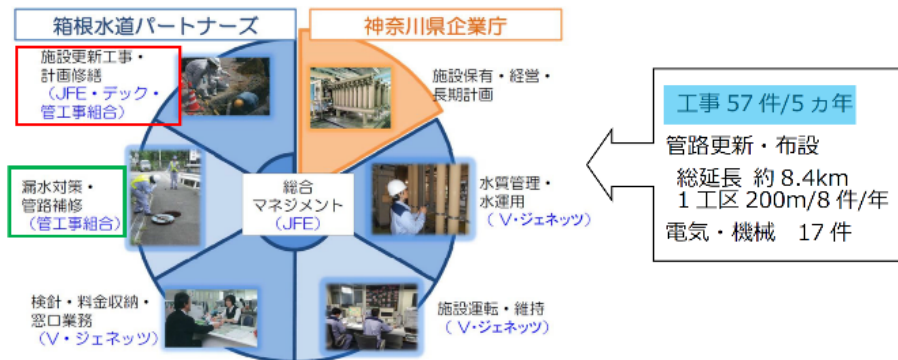 箱根水道パートナーズ
神奈川県企業庁
施設更新工事・
計画修繕
（JFE・デック・
管工事組合）
施設保有・経営・
長期計画
漏水対策・
管路補修
（管工事組合）
総合
マネジメント
（JFE）
水質管理・
水運用
（V・ジェネッツ）
検針・料金収納・
窓口業務
（V・ジェネッツ）
施設運転・維持
（V・ジェネッツ）
工事 57 件/5 ヵ年
管路更新・布設
総延長 約 8.4km
1 工区 200m/8 件/年
電気・機械 17 件